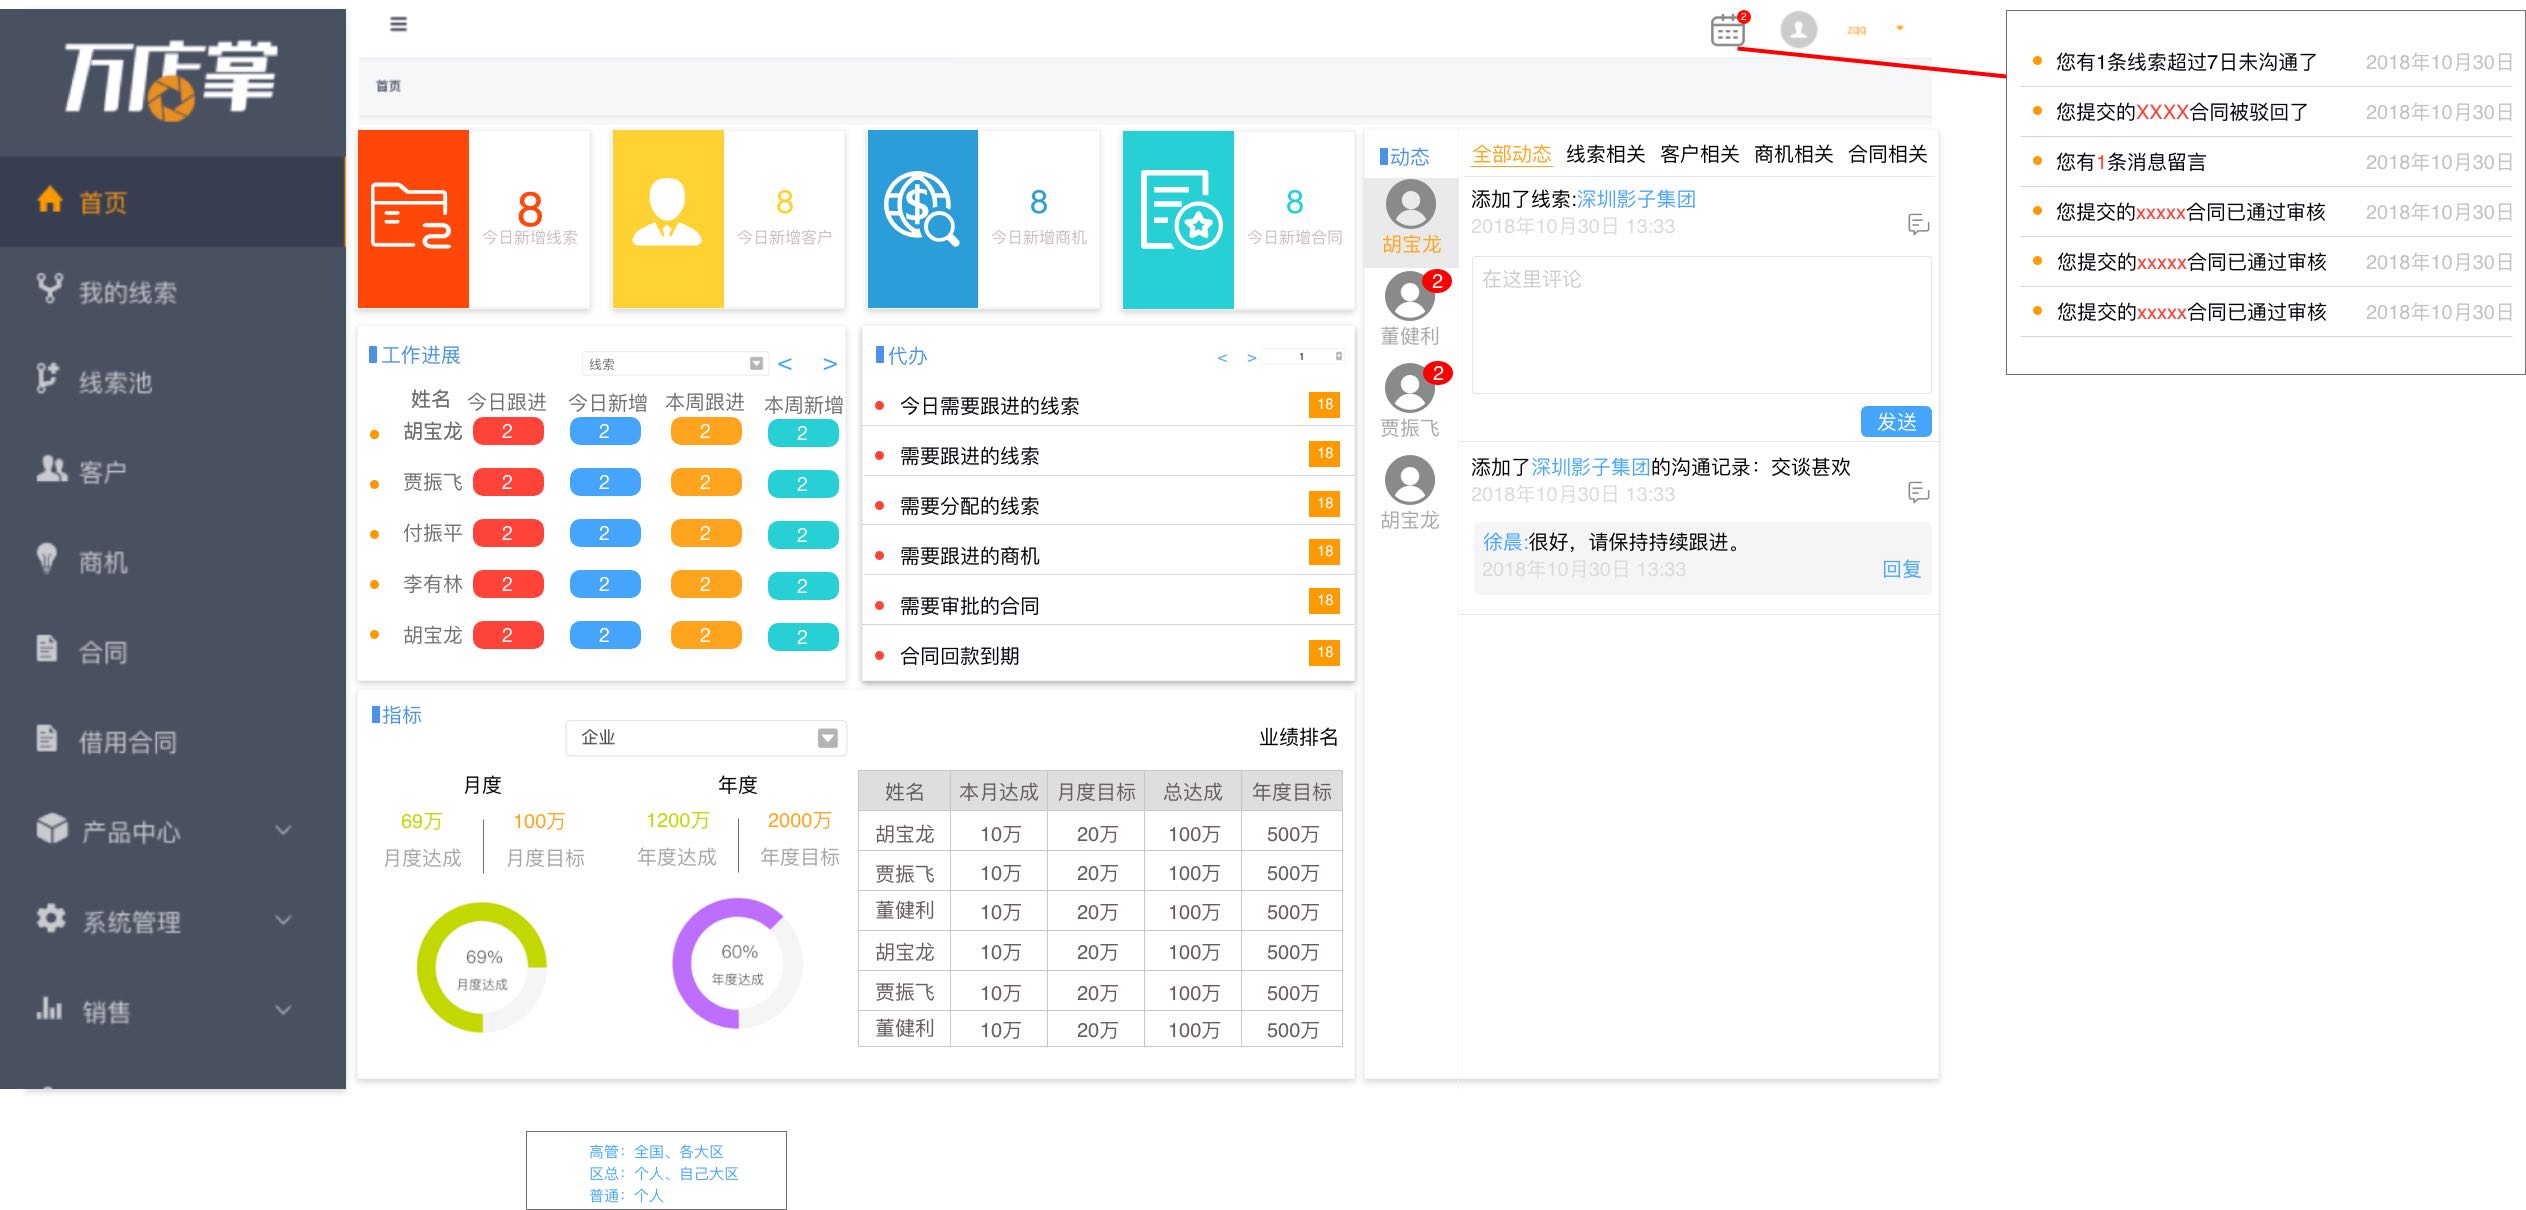 万店掌
首页
我的线索
线索池
客户
商机
合同
借用合同
产品中心
系统管理
销售
2
zqq
首页
8
今日新增线索
8
今日新增客户
8
今日新增商机
8
今日新增合同
工作进展
线索
< >
姓名 今日跟进 今日新增 本周跟进 本周新增
胡宝龙 2 2 2 2
贾振飞 2 2 2 2
付振平 2 2 2 2
李有林 2 2 2 2
胡宝龙 2 2 2 2
代办
< > 1
今日需要跟进的线索 18
需要跟进的线索 18
需要分配的线索 18
需要跟进的商机 18
需要审批的合同 18
合同回款到期 18
指标
企业
月度
69万 100万
月度达成 月度目标
69%
月度达成
年度
1200万 2000万
年度达成 年度目标
60%
年度达成
业绩排名
姓名 本月达成 月度目标 总达成 年度目标
胡宝龙 10万 20万 100万 500万
贾振飞 10万 20万 100万 500万
董健利 10万 20万 100万 500万
胡宝龙 10万 20万 100万 500万
贾振飞 10万 20万 100万 500万
董健利 10万 20万 100万 500万
动态
胡宝龙
2
董健利
2
贾振飞
胡宝龙
全部动态 线索相关 客户相关 商机相关 合同相关
添加了线索:深圳影子集团
2018年10月30日 13:33
在这里评论
发送
添加了深圳影子集团的沟通记录：交谈甚欢
2018年10月30日 13:33
徐晨:很好，请保持持续跟进。
2018年10月30日 13:33 回复
您有1条线索超过7日未沟通了 2018年10月30日
您提交的XXXX合同被驳回了 2018年10月30日
您有1条消息留言 2018年10月30日
您提交的xxxxx合同已通过审核 2018年10月30日
您提交的xxxxx合同已通过审核 2018年10月30日
您提交的xxxxx合同已通过审核 2018年10月30日
高管：全国、各大区
区总：个人、自己大区
普通：个人